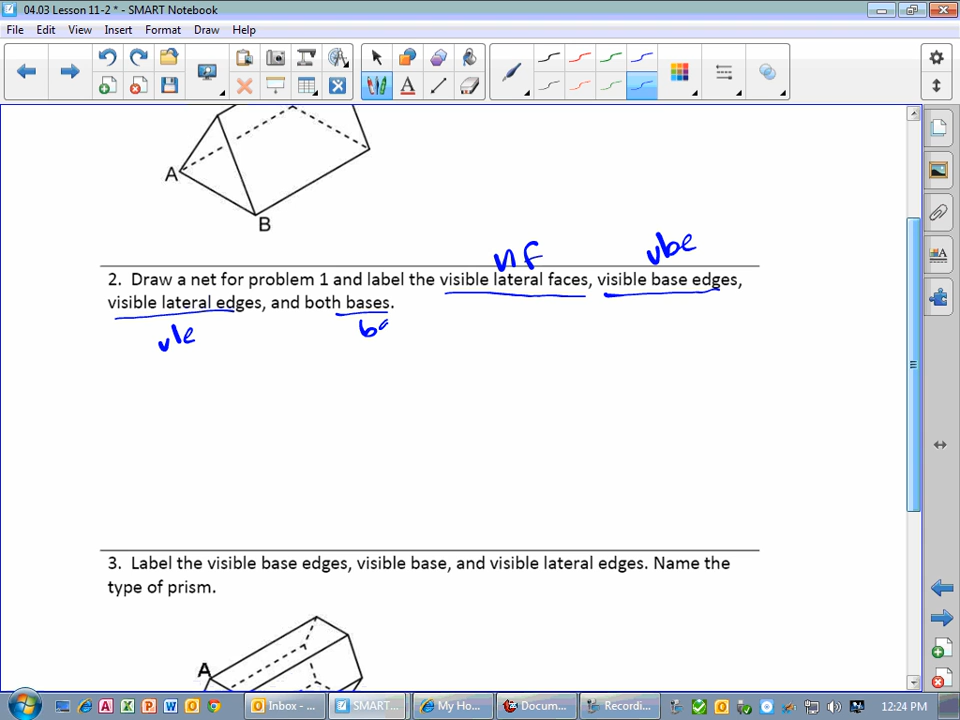 04.03 Lesson 11-2 * - SMART Notebook
File Edit View Insert Format Draw Help
A
B
vbe
2. Draw a net for problem 1 and label the visible lateral faces, visible base edges,
visible lateral edges, and both bases.
vle
3. Label the visible base edges, visible base, and visible lateral edges. Name the
type of prism.
A
Inbox - ... SMART... My Ho... Docum... Recordi... 12:24 PM